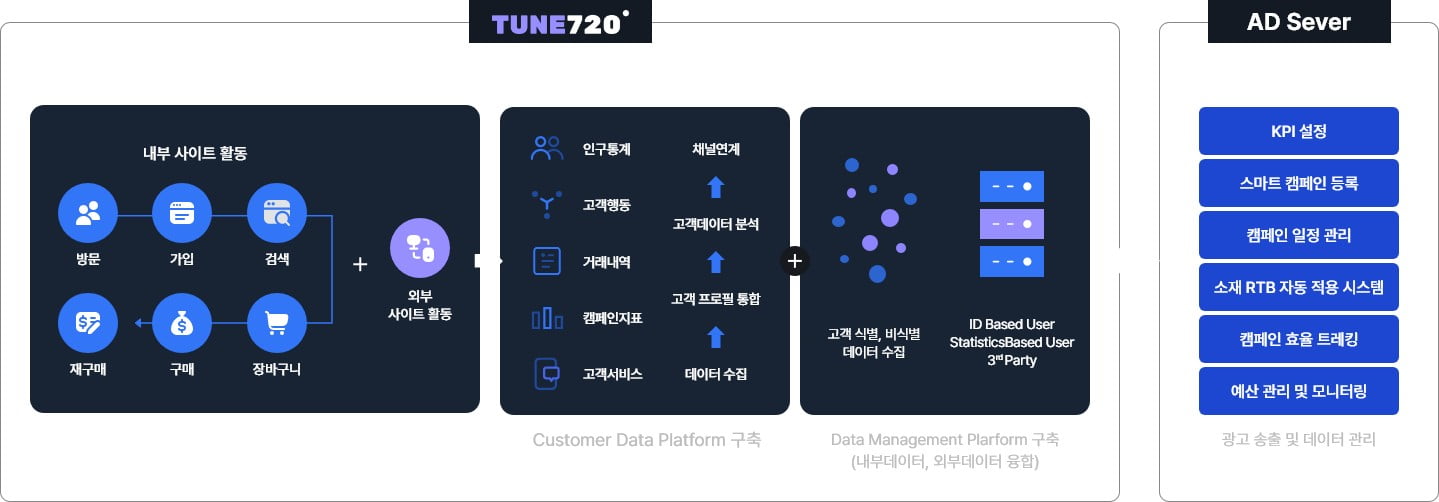 TUNE720
내부 사이트 활동
방문
가입
검색
재구매
구매
장바구니
+
외부
사이트 활동
인구통계
고객행동
거래내역
캠페인지표
고객서비스
채널연계
고객데이터 분석
고객 프로필 통합
데이터 수집
Customer Data Platform 구축
+
고객 식별, 비식별
데이터 수집
ID Based User
StatisticsBased User
3rd Party
Data Management Plarform 구축
(내부데이터, 외부데이터 융합)
AD Sever
KPI 설정
스마트 캠페인 등록
캠페인 일정 관리
소재 RTB 자동 적용 시스템
캠페인 효율 트레킹
예산 관리 및 모니터링
광고 송출 및 데이터 관리